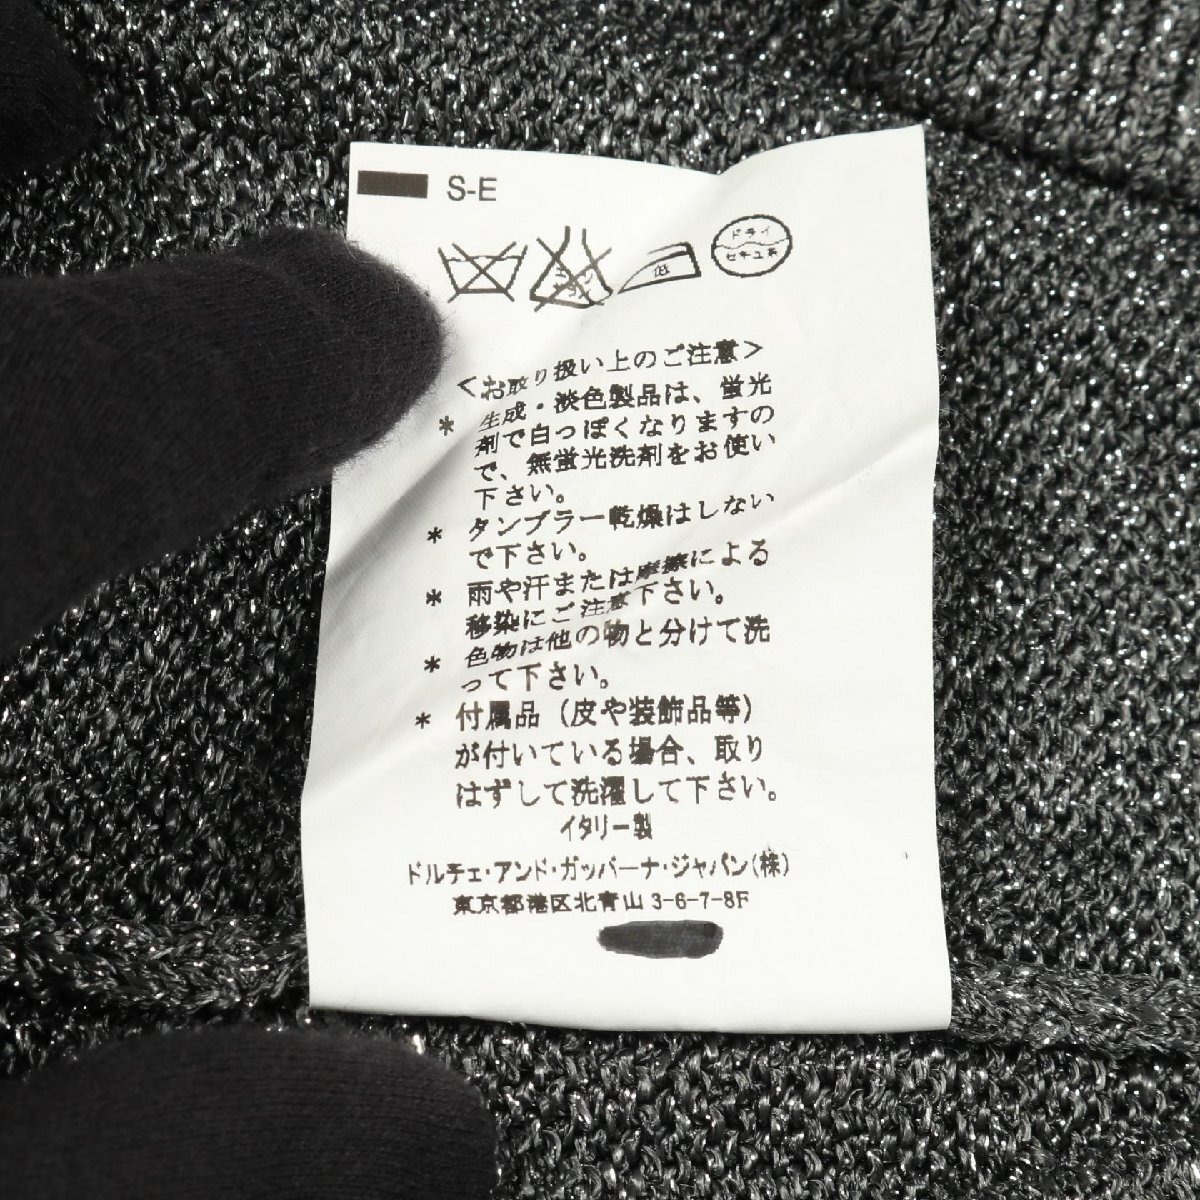 S-E
ドライ
セキユ系
<お取り扱い上のご注意>
* 生成・淡色製品は、蛍光
剤で白っぽくなりますの
で、無蛍光洗剤をお使い
下さい。
* タンブラー乾燥はしない
で下さい。
* 雨や汗または摩擦による
移染にご注意下さい。
* 色物は他の物と分けて洗
って下さい。
* 付属品（皮や装飾品等）
が付いている場合、取り
はずして洗濯して下さい。
イタリー製
ドルチェ・アンド・ガッバーナ・ジャパン(株)
東京都港区北青山3-6-7-8F